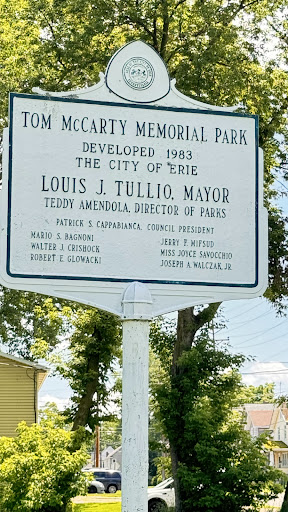 TOM McCARTY MEMORIAL PARK
DEVELOPED 1983
THE CITY OF ERIE
LOUIS J. TULLIO, MAYOR
TEDDY AMENDOLA, DIRECTOR OF PARKS
PATRICK S. CAPPABIANCA, COUNCIL PRESIDENT
MARIO S. BAGNONI
WALTER J. CRISHOCK
ROBERT E. GLOWACKI
JERRY P. MIFSUD
MISS JOYCE SAVOCCHIO
JOSEPH A. WALCZAK, JR.